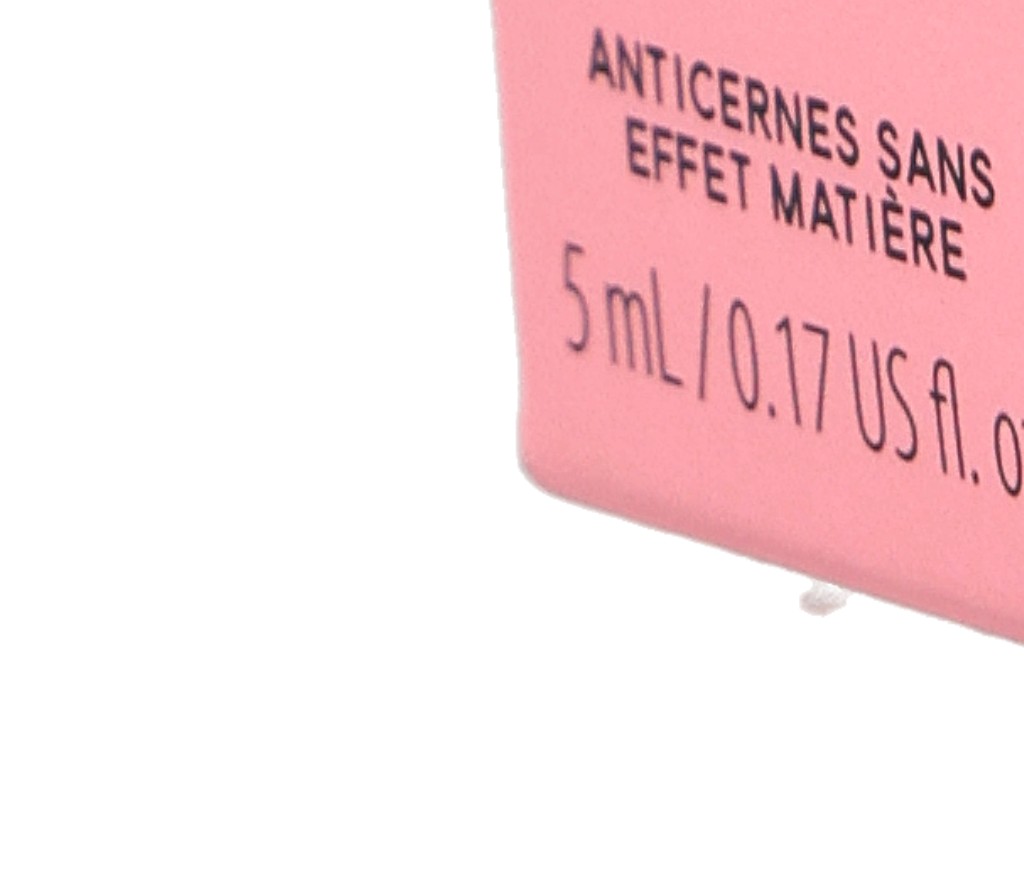 ANTICERNES SANS
EFFET MATIÈRE
5 mL / 0.17 US fl.